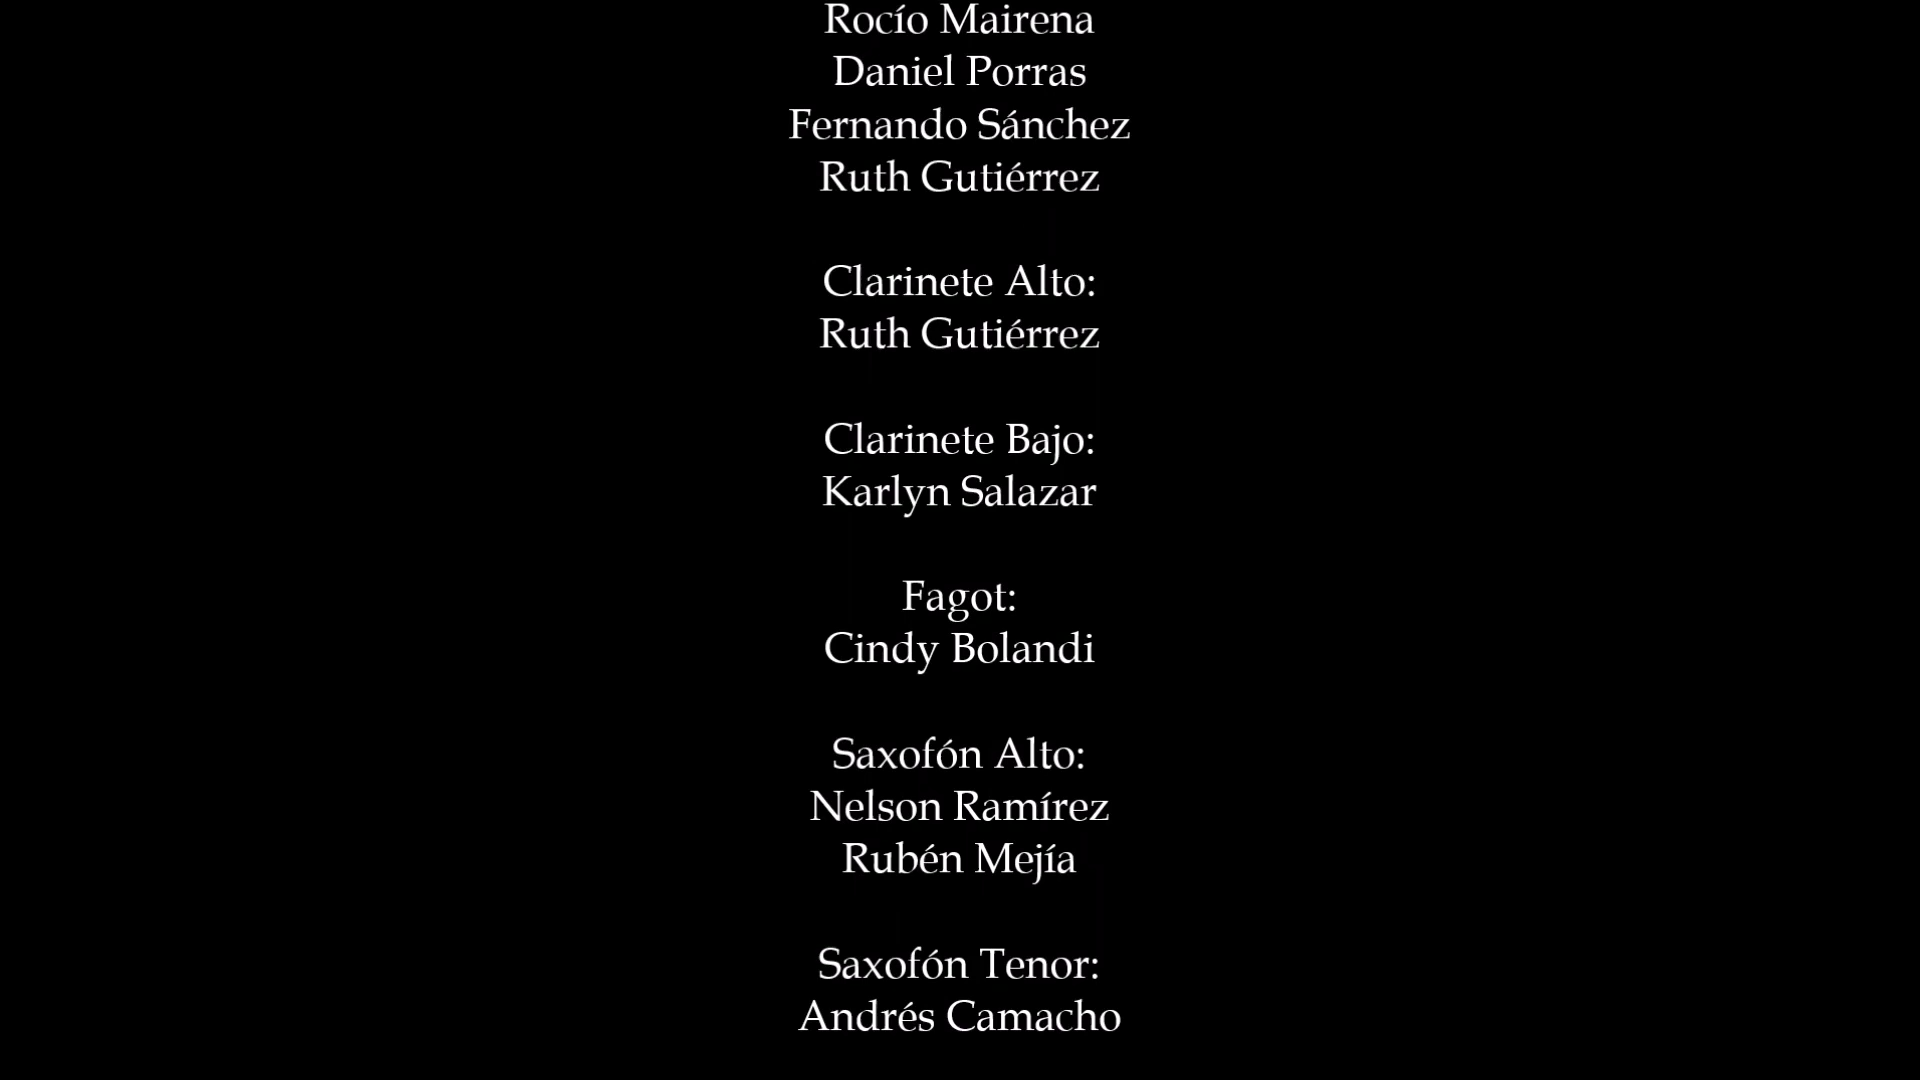 Rocío Mairena
Daniel Porras
Fernando Sánchez
Ruth Gutiérrez
Clarinete Alto:
Ruth Gutiérrez
Clarinete Bajo:
Karlyn Salazar
Fagot:
Cindy Bolandi
Saxofón Alto:
Nelson Ramírez
Rubén Mejía
Saxofón Tenor:
Andrés Camacho